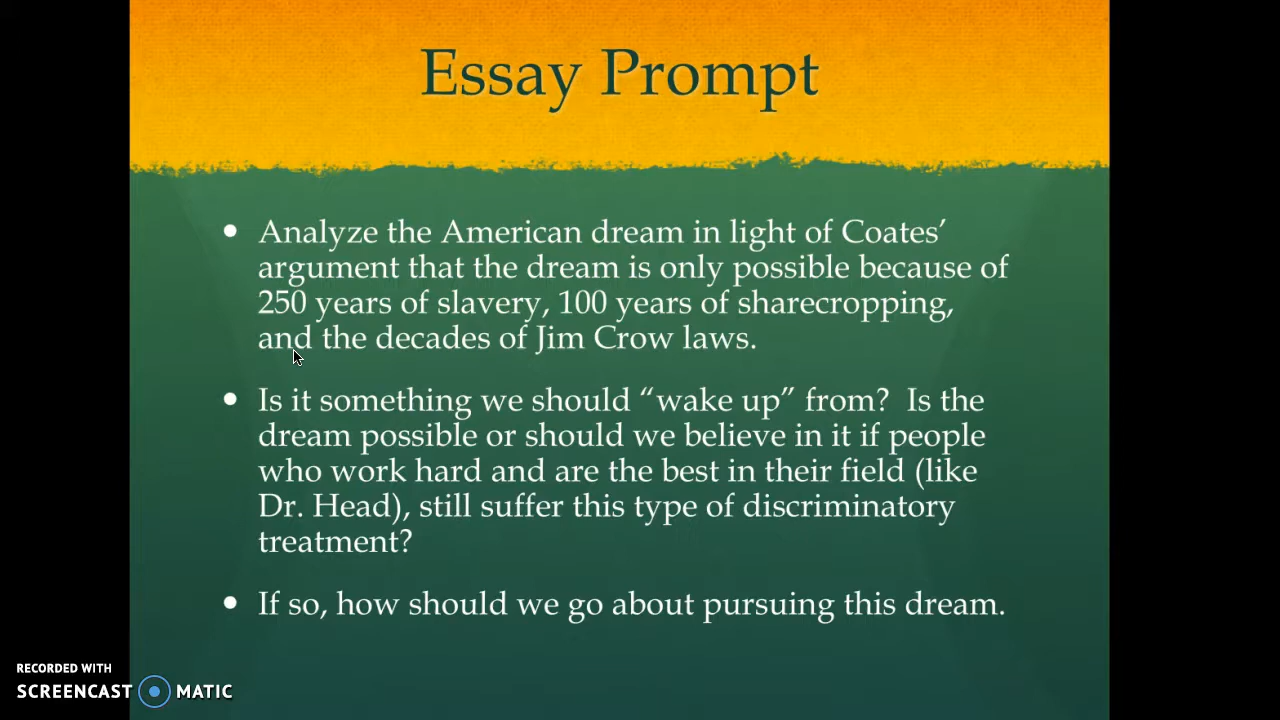 Essay Prompt
• Analyze the American dream in light of Coates’
argument that the dream is only possible because of
250 years of slavery, 100 years of sharecropping,
and the decades of Jim Crow laws.
• Is it something we should “wake up” from?  Is the
dream possible or should we believe in it if people
who work hard and are the best in their field (like
Dr. Head), still suffer this type of discriminatory
treatment?
• If so, how should we go about pursuing this dream.
RECORDED WITH
SCREENCAST MATIC